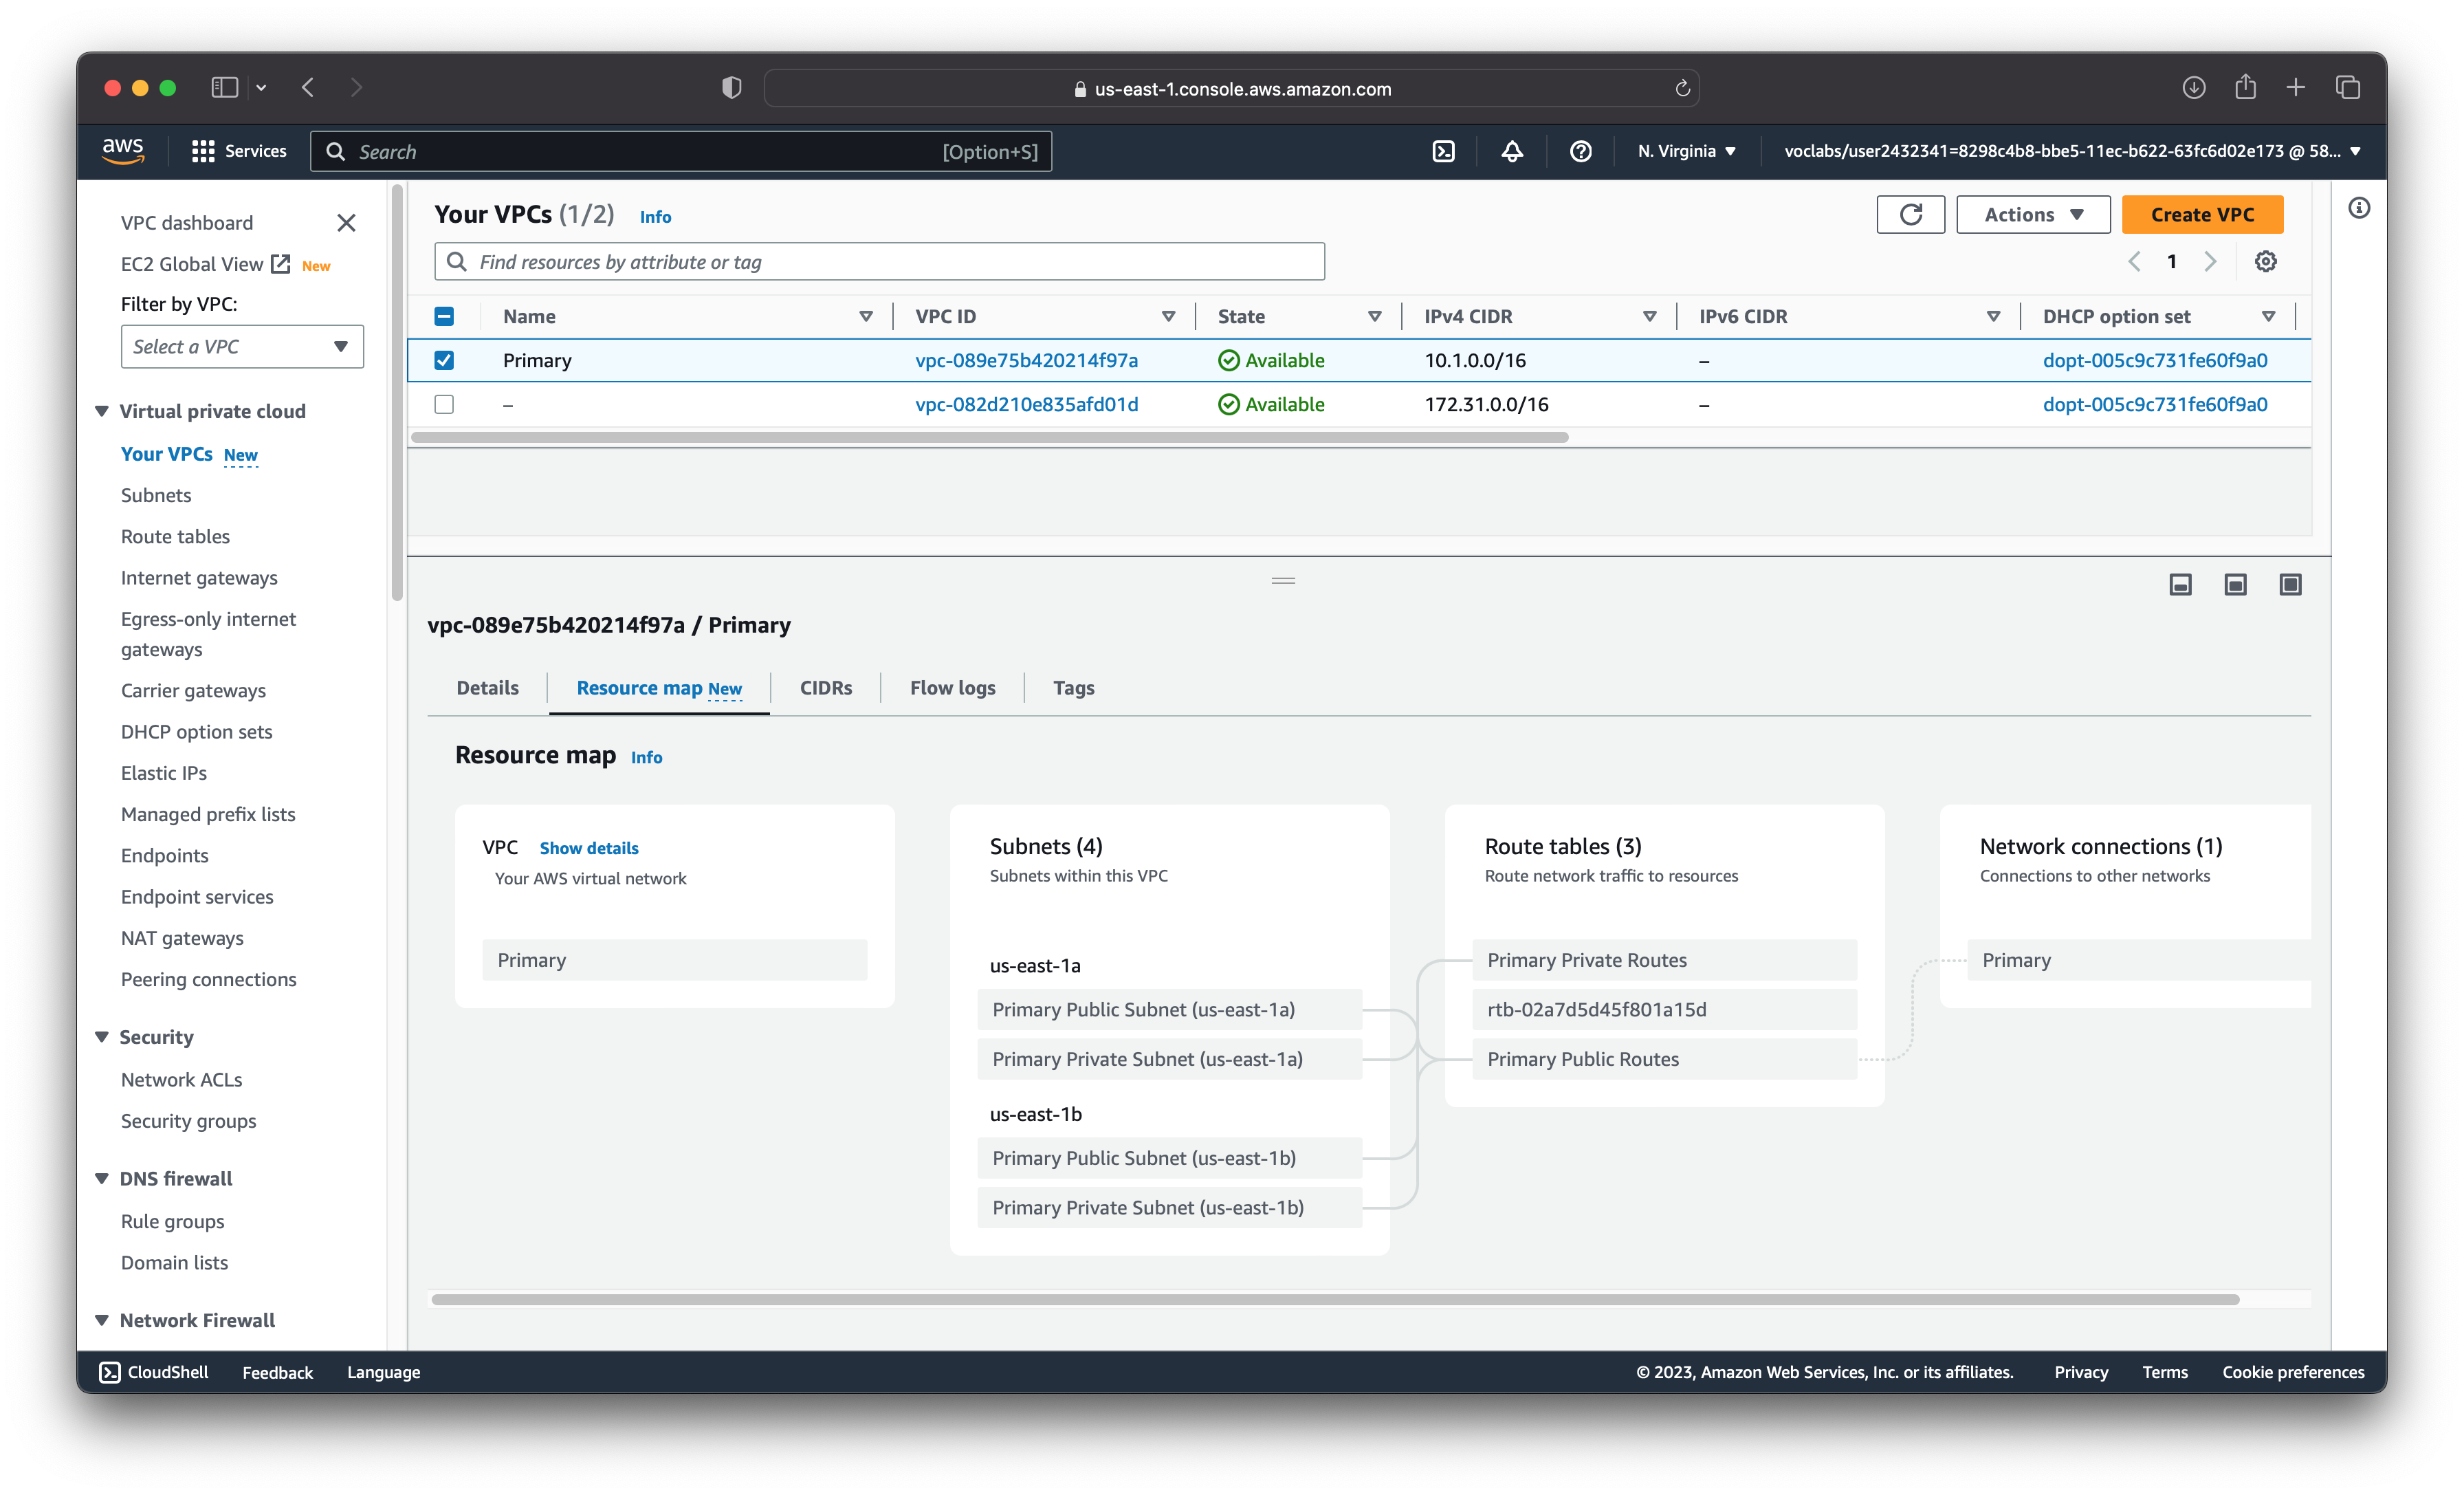 us-east-1.console.aws.amazon.com
aws
Services
Search
[Option+S]
N. Virginia
voclabs/user2432341=8298c4b8-bbe5-11ec-b622-63fc6d02e173 @ 58...
VPC dashboard
EC2 Global View New
Filter by VPC:
Select a VPC
Virtual private cloud
Your VPCs New
Subnets
Route tables
Internet gateways
Egress-only internet
gateways
Carrier gateways
DHCP option sets
Elastic IPs
Managed prefix lists
Endpoints
Endpoint services
NAT gateways
Peering connections
Security
Network ACLs
Security groups
DNS firewall
Rule groups
Domain lists
Network Firewall
Your VPCs (1/2) Info
Actions
Create VPC
Find resources by attribute or tag
1
Name VPC ID State IPv4 CIDR IPv6 CIDR DHCP option set
Primary vpc-089e75b420214f97a Available 10.1.0.0/16 – dopt-005c9c731fe60f9a0
– vpc-082d210e835afd01d Available 172.31.0.0/16 – dopt-005c9c731fe60f9a0
vpc-089e75b420214f97a / Primary
Details Resource map New CIDRs Flow logs Tags
Resource map Info
VPC Show details
Your AWS virtual network
Primary
Subnets (4)
Subnets within this VPC
us-east-1a
Primary Public Subnet (us-east-1a)
Primary Private Subnet (us-east-1a)
us-east-1b
Primary Public Subnet (us-east-1b)
Primary Private Subnet (us-east-1b)
Route tables (3)
Route network traffic to resources
Primary Private Routes
rtb-02a7d5d45f801a15d
Primary Public Routes
Network connections (1)
Connections to other networks
Primary
CloudShell Feedback Language
© 2023, Amazon Web Services, Inc. or its affiliates. Privacy Terms Cookie preferences